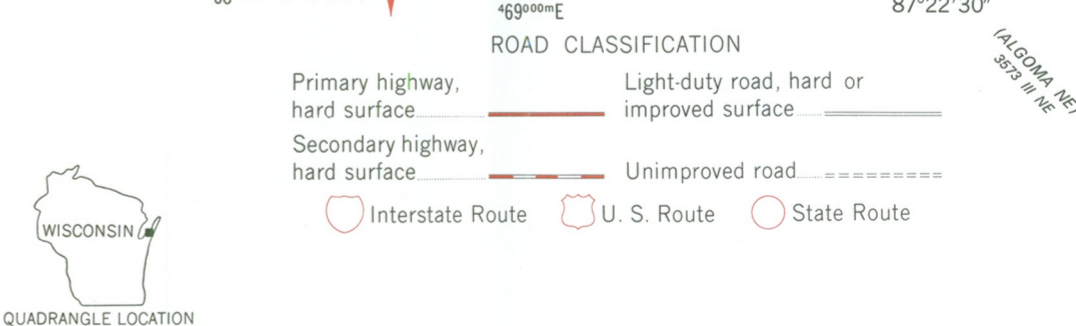 ⁴69⁰⁰⁰ᵐE
87°22'30"
(ALGOMA NE)
3573 III NE
ROAD CLASSIFICATION
Primary highway,
hard surface
Light-duty road, hard or
improved surface
Secondary highway,
hard surface
Unimproved road
Interstate Route
U. S. Route
State Route
WISCONSIN
QUADRANGLE LOCATION